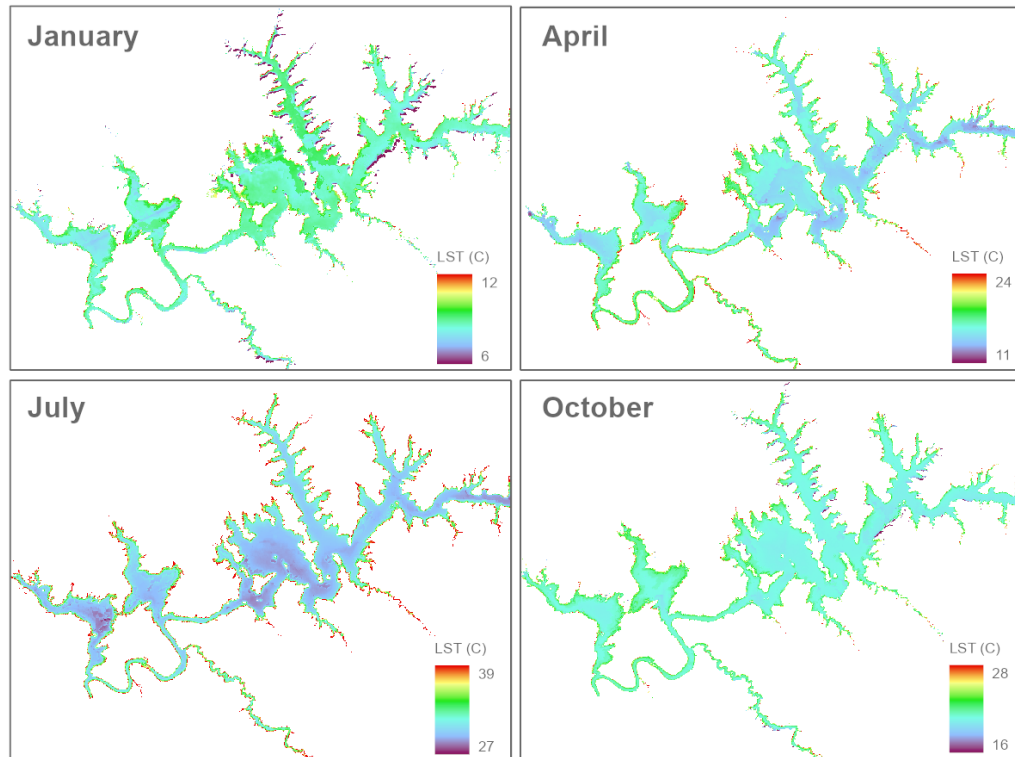 January
LST (C)
12
6
April
LST (C)
24
11
July
LST (C)
39
27
October
LST (C)
28
16